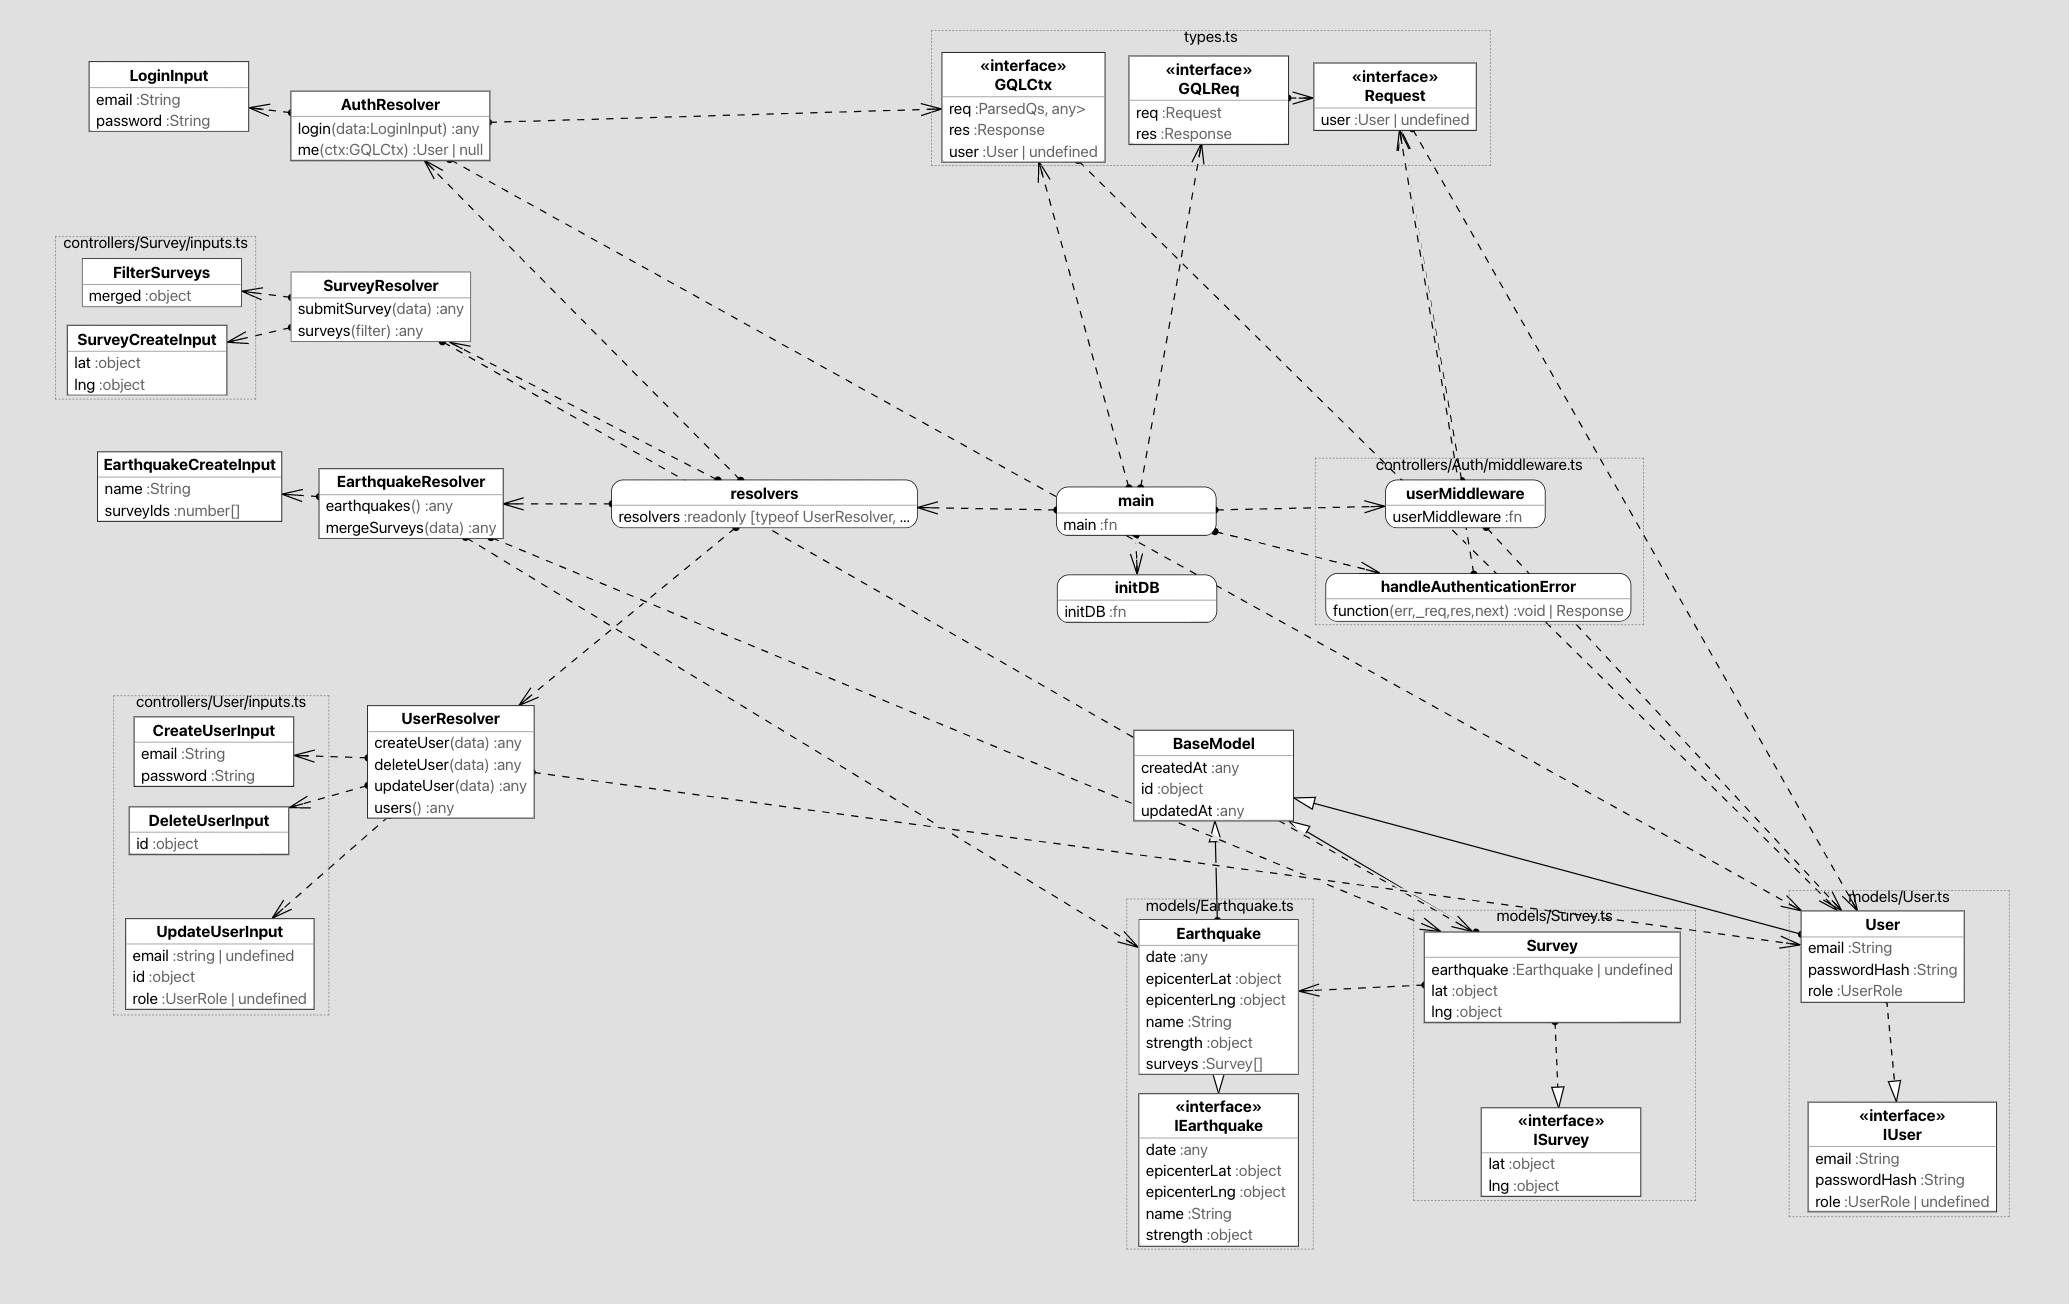 types.ts
«interface»
GQLCtx
req :ParsedQs, any>
res :Response
user :User | undefined
«interface»
GQLReq
req :Request
res :Response
«interface»
Request
user :User | undefined
LoginInput
email :String
password :String
AuthResolver
login(data:LoginInput) :any
me(ctx:GQLCtx) :User | null
controllers/Survey/inputs.ts
FilterSurveys
merged :object
SurveyCreateInput
lat :object
lng :object
SurveyResolver
submitSurvey(data) :any
surveys(filter) :any
EarthquakeCreateInput
name :String
surveyIds :number[]
EarthquakeResolver
earthquakes() :any
mergeSurveys(data) :any
resolvers
resolvers :readonly [typeof UserResolver, ...
main
main :fn
initDB
initDB :fn
controllers/Auth/middleware.ts
userMiddleware
userMiddleware :fn
handleAuthenticationError
function(err,_req,res,next) :void | Response
controllers/User/inputs.ts
CreateUserInput
email :String
password :String
DeleteUserInput
id :object
UpdateUserInput
email :string | undefined
id :object
role :UserRole | undefined
UserResolver
createUser(data) :any
deleteUser(data) :any
updateUser(data) :any
users() :any
BaseModel
createdAt :any
id :object
updatedAt :any
models/Earthquake.ts
Earthquake
date :any
epicenterLat :object
epicenterLng :object
name :String
strength :object
surveys :Survey[]
«interface»
IEarthquake
date :any
epicenterLat :object
epicenterLng :object
name :String
strength :object
models/Survey.ts
Survey
earthquake :Earthquake | undefined
lat :object
lng :object
«interface»
ISurvey
lat :object
lng :object
models/User.ts
User
email :String
passwordHash :String
role :UserRole
«interface»
IUser
email :String
passwordHash :String
role :UserRole | undefined